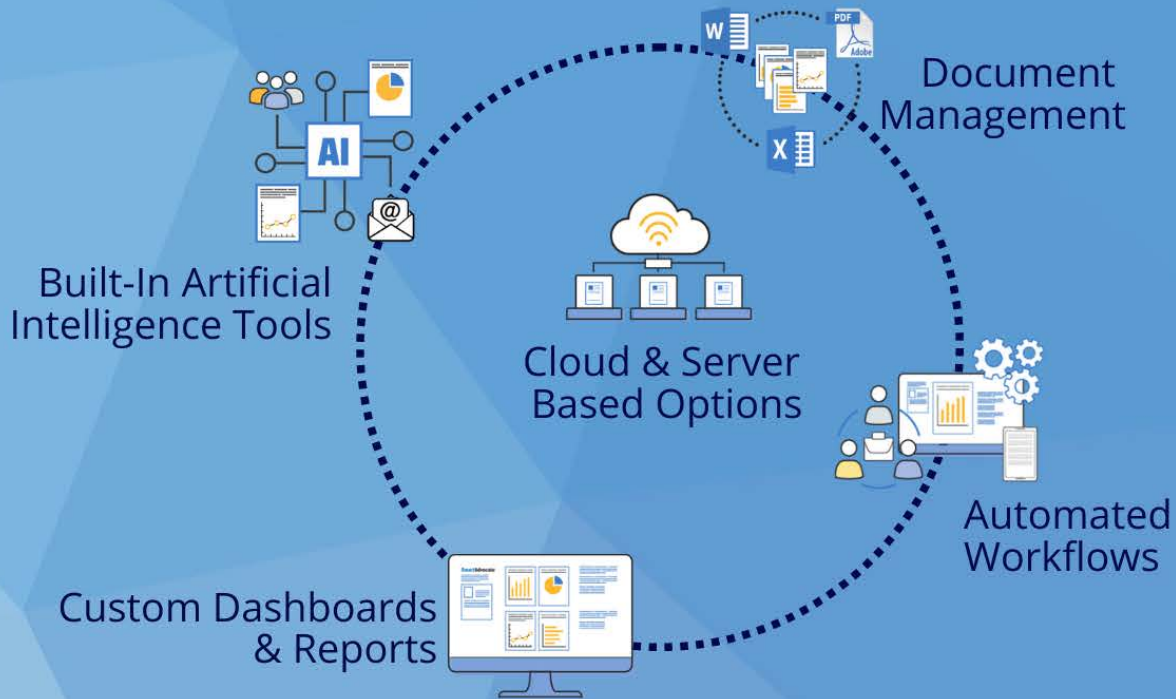 W
PDF
Adobe
Document
Management
X
AI
@
Built-In Artificial
Intelligence Tools
Cloud & Server
Based Options
Automated
Workflows
SmartAdvocate
Custom Dashboards
& Reports